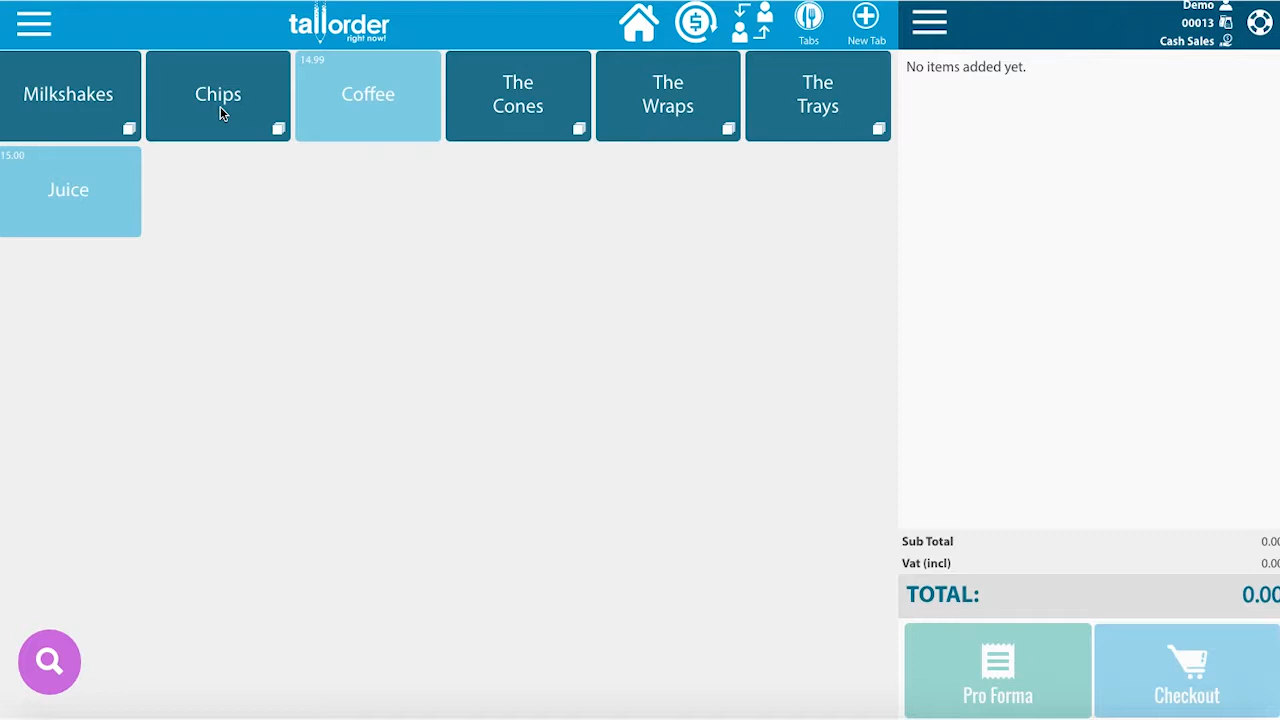 tallorder
right now!
Tabs
New Tab
Demo
00013
Cash Sales
Milkshakes
Chips
14.99
Coffee
The
Cones
The
Wraps
The
Trays
15.00
Juice
No items added yet.
Sub Total 0.00
Vat (incl) 0.00
TOTAL: 0.00
Pro Forma
Checkout